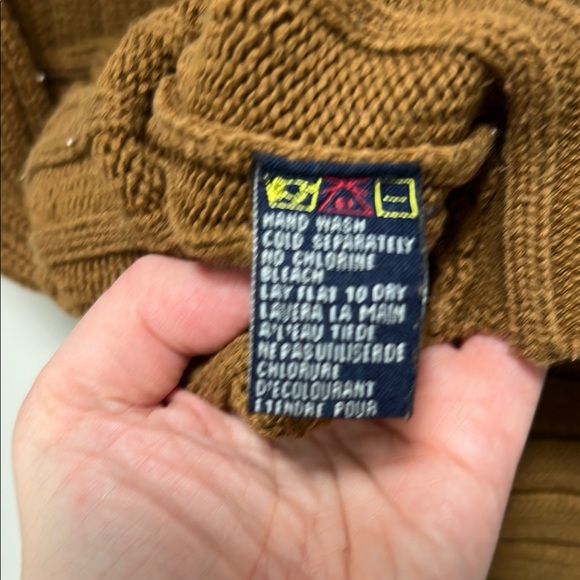 HAND WASH
COLD SEPARATELY
NO CHLORINE
BLEACH
LAY FLAT TO DRY
LAVERA LA MAIN
A'L'EAU TIEDE
NE PAS UTILISER DE
CHLORURE
D'ECOLOURANT
ETENDRE POUR